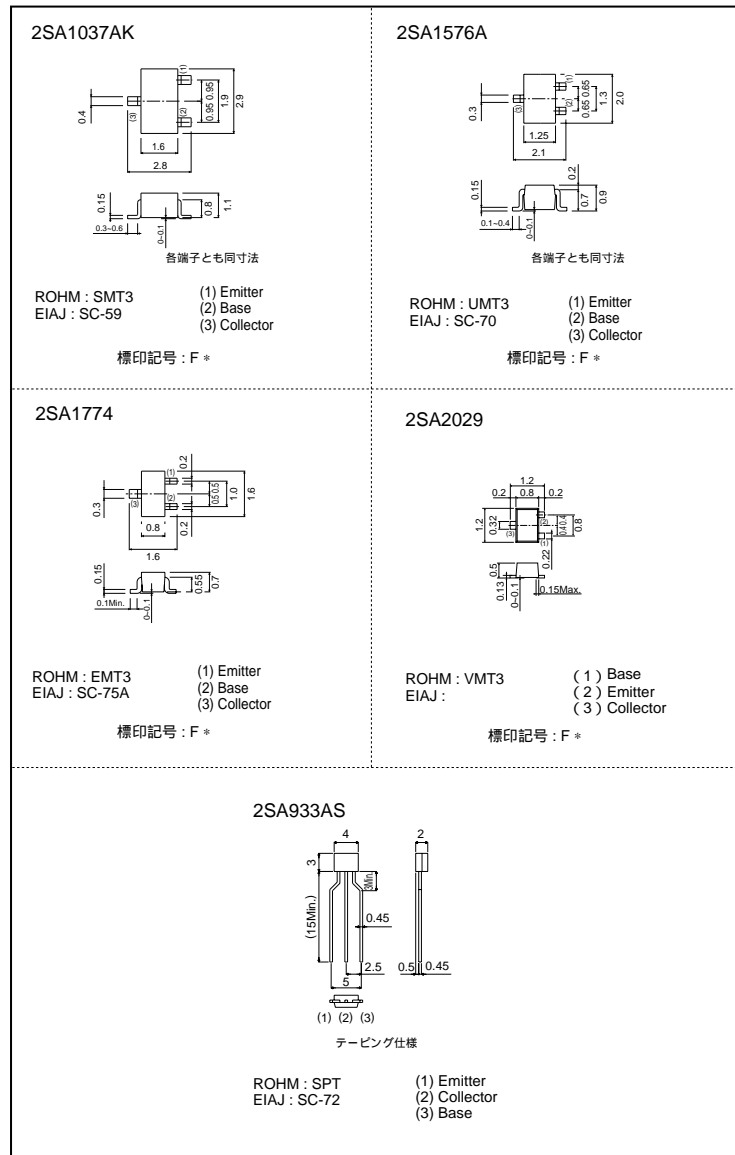 2SA1037AK
(1)
(3)
(2)
0.4
0.95 0.95
1.9
2.9
1.6
2.8
0.15
0.3~0.6
0~0.1
0.8
1.1
各端子とも同寸法
ROHM : SMT3
EIAJ : SC-59
(1) Emitter
(2) Base
(3) Collector
標印記号 : F *
2SA1576A
(1)
(3)
(2)
0.3
0.65 0.65
1.3
2.0
1.25
2.1
0.15
0.1~0.4
0~0.1
0.2
0.7
0.9
各端子とも同寸法
ROHM : UMT3
EIAJ : SC-70
(1) Emitter
(2) Base
(3) Collector
標印記号 : F *
2SA1774
0.2
(1)
(3)
(2)
0.3
0.5 0.5
1.0
1.6
0.8
0.2
1.6
0.15
0.1Min.
0~0.1
0.55
0.7
ROHM : EMT3
EIAJ : SC-75A
(1) Emitter
(2) Base
(3) Collector
標印記号 : F *
2SA2029
1.2
0.2 0.8 0.2
1.2
0.32
(3)
(2)
(1)
0.4 0.4
0.8
0.22
0.5
0.13
0~0.1
0.15Max.
ROHM : VMT3
EIAJ :
( 1 ) Base
( 2 ) Emitter
( 3 ) Collector
標印記号 : F *
2SA933AS
4
2
3
3Min.
(15Min.)
0.45
2.5
5
0.5 0.45
(1) (2) (3)
テーピング仕様
ROHM : SPT
EIAJ : SC-72
(1) Emitter
(2) Collector
(3) Base